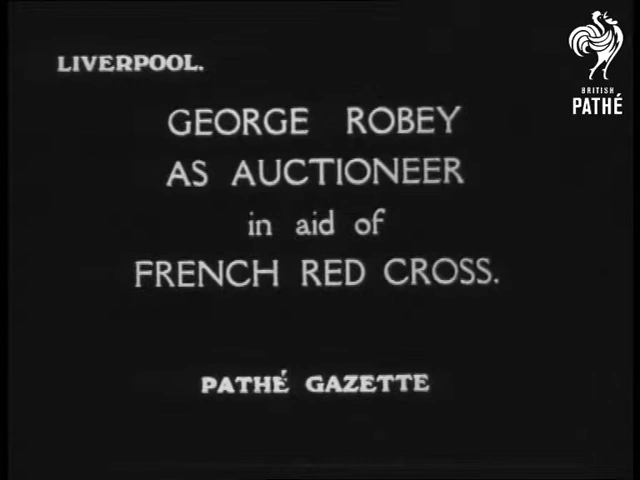 LIVERPOOL.
BRITISH
PATHÉ
GEORGE ROBEY
AS AUCTIONEER
in aid of
FRENCH RED CROSS.
PATHÉ GAZETTE